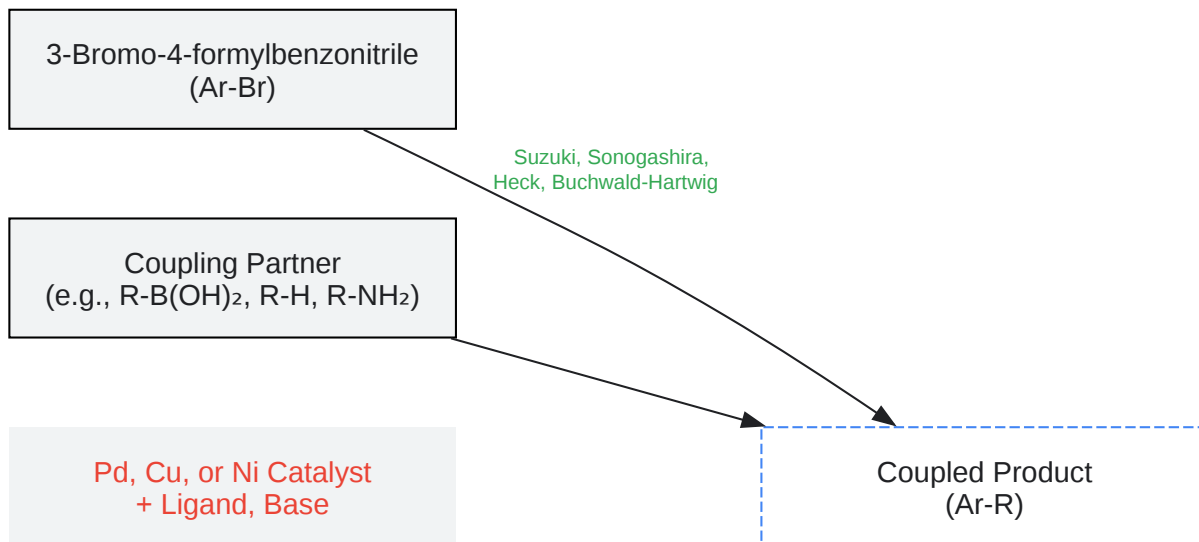 3-Bromo-4-formylbenzonitrile
(Ar-Br)
Suzuki, Sonogashira,
Heck, Buchwald-Hartwig
Coupling Partner
(e.g., R-B(OH)₂, R-H, R-NH₂)
Pd, Cu, or Ni Catalyst
+ Ligand, Base
Coupled Product
(Ar-R)